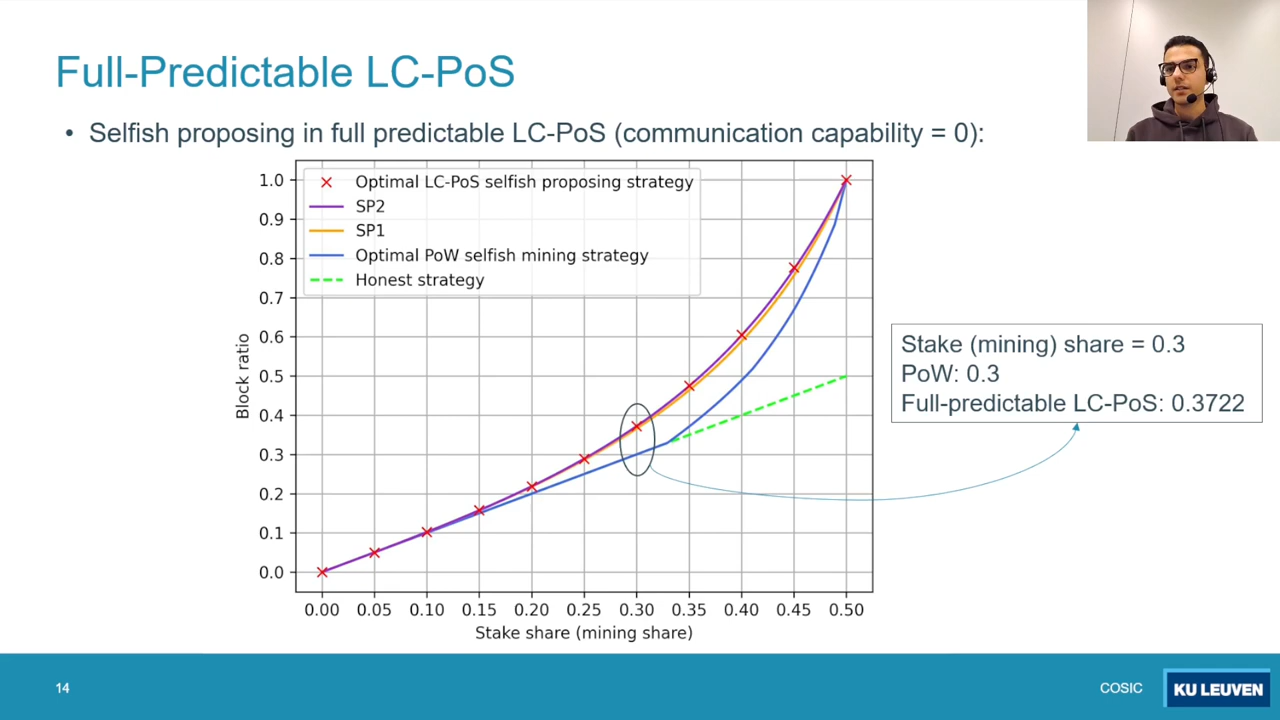 Full-Predictable LC-PoS
• Selfish proposing in full predictable LC-PoS (communication capability = 0):
Optimal LC-PoS selfish proposing strategy
SP2
SP1
Optimal PoW selfish mining strategy
Honest strategy
1.0
0.9
0.8
0.7
0.6
0.5
0.4
0.3
0.2
0.1
0.0
Block ratio
0.00 0.05 0.10 0.15 0.20 0.25 0.30 0.35 0.40 0.45 0.50
Stake share (mining share)
Stake (mining) share = 0.3
PoW: 0.3
Full-predictable LC-PoS: 0.3722
14
COSIC
KU LEUVEN